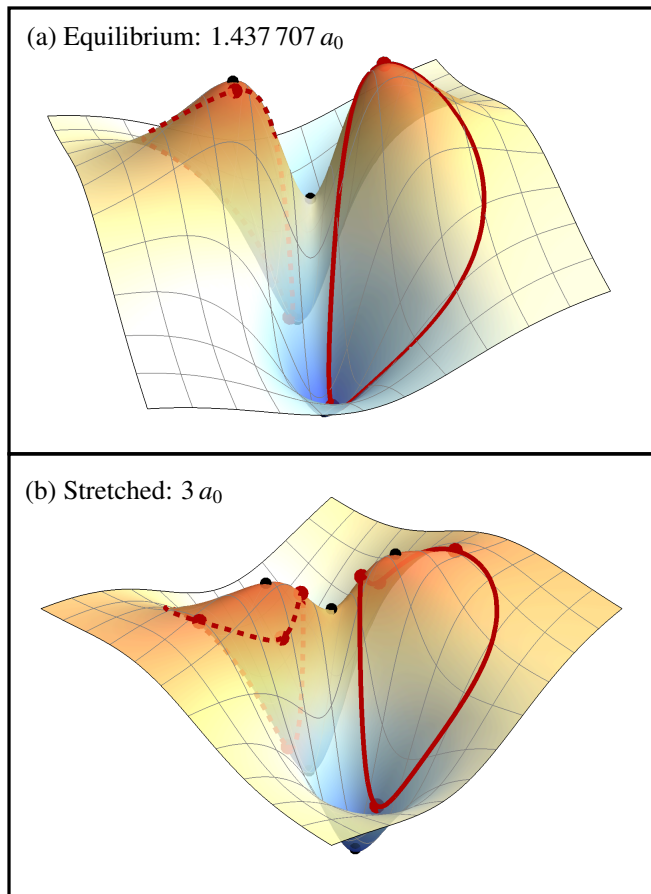 (a) Equilibrium: 1.437 707 a₀
(b) Stretched: 3 a₀